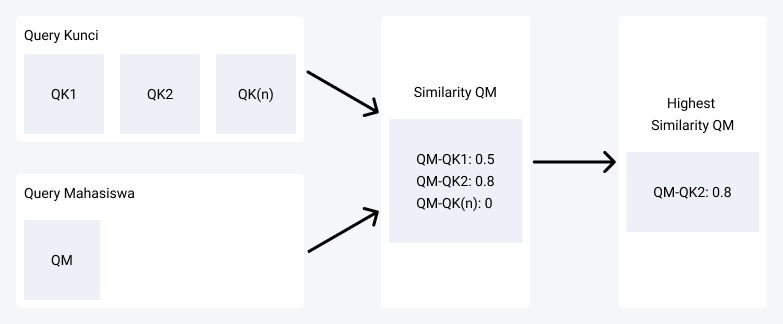 Query Kunci
QK1
QK2
QK(n)
Query Mahasiswa
QM
Similarity QM
QM-QK1: 0.5
QM-QK2: 0.8
QM-QK(n): 0
Highest
Similarity QM
QM-QK2: 0.8